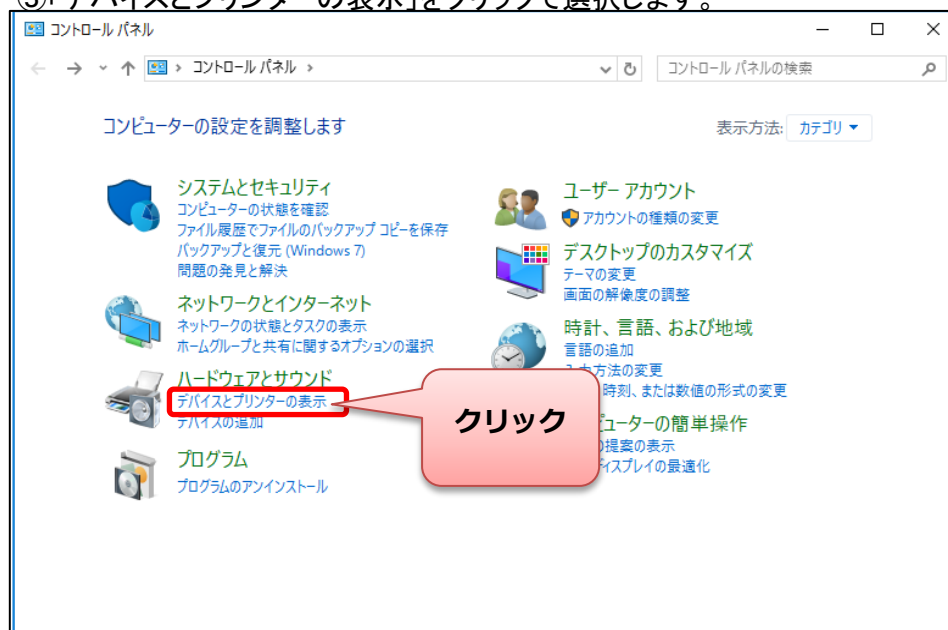 ③「デバイスとプリンターの表示」をクリックで選択します。
コントロール パネル
コントロール パネル
コントロール パネルの検索
コンピューターの設定を調整します
表示方法: カテゴリ
システムとセキュリティ
コンピューターの状態を確認
ファイル履歴でファイルのバックアップ コピーを保存
バックアップと復元 (Windows 7)
問題の発見と解決
ネットワークとインターネット
ネットワークの状態とタスクの表示
ホームグループと共有に関するオプションの選択
ハードウェアとサウンド
デバイスとプリンターの表示
デバイスの追加
プログラム
プログラムのアンインストール
ユーザー アカウント
アカウントの種類の変更
デスクトップのカスタマイズ
テーマの変更
画面の解像度の調整
時計、言語、および地域
言語の追加
入力方法の変更
時刻、または数値の形式の変更
ピューターの簡単操作
の提案の表示
ディスプレイの最適化
クリック